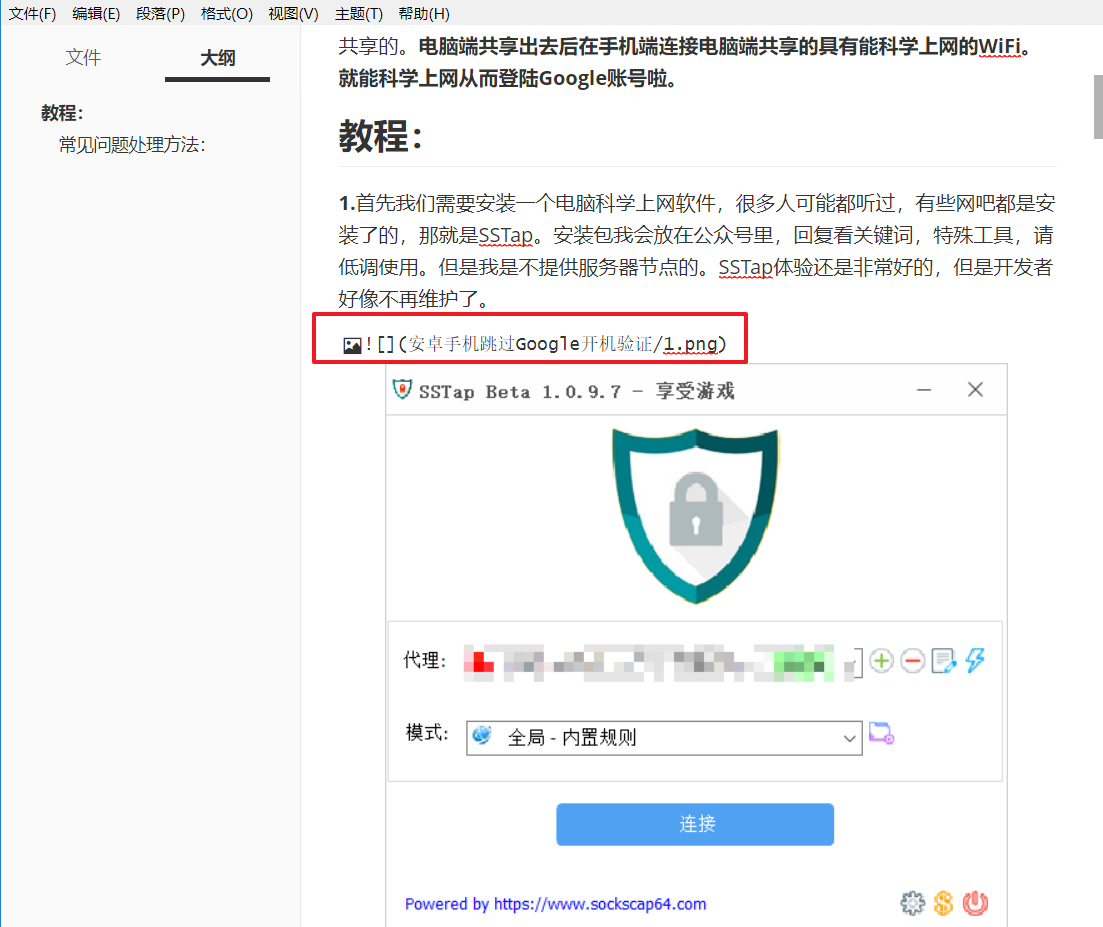 文件(F) 编辑(E) 段落(P) 格式(O) 视图(V) 主题(T) 帮助(H)
文件 大纲
教程：
常见问题处理方法：
共享的。电脑端共享出去后在手机端连接电脑端共享的具有能科学上网的WiFi。
就能科学上网从而登陆Google账号啦。
教程：
1.首先我们需要安装一个电脑科学上网软件，很多人可能都听过，有些网吧都是安
装了的，那就是SSTap。安装包我会放在公众号里，回复看关键词，特殊工具，请
低调使用。但是我是不提供服务器节点的。SSTap体验还是非常好的，但是开发者
好像不再维护了。
![](安卓手机跳过Google开机验证/1.png)
SSTap Beta 1.0.9.7 - 享受游戏
代理:
模式: 全局 - 内置规则
连接
Powered by https://www.sockscap64.com